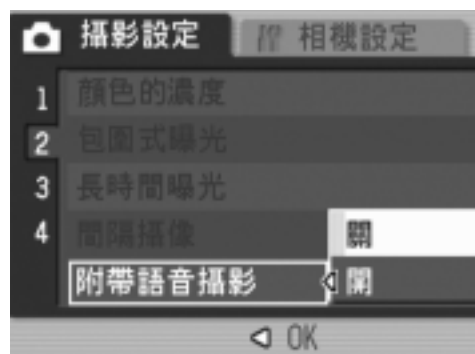 攝影設定 相機設定
1 顏色的濃度
2 包圍式曝光
3 長時間曝光
4 間隔攝像 關
附帶語音攝影 開
OK